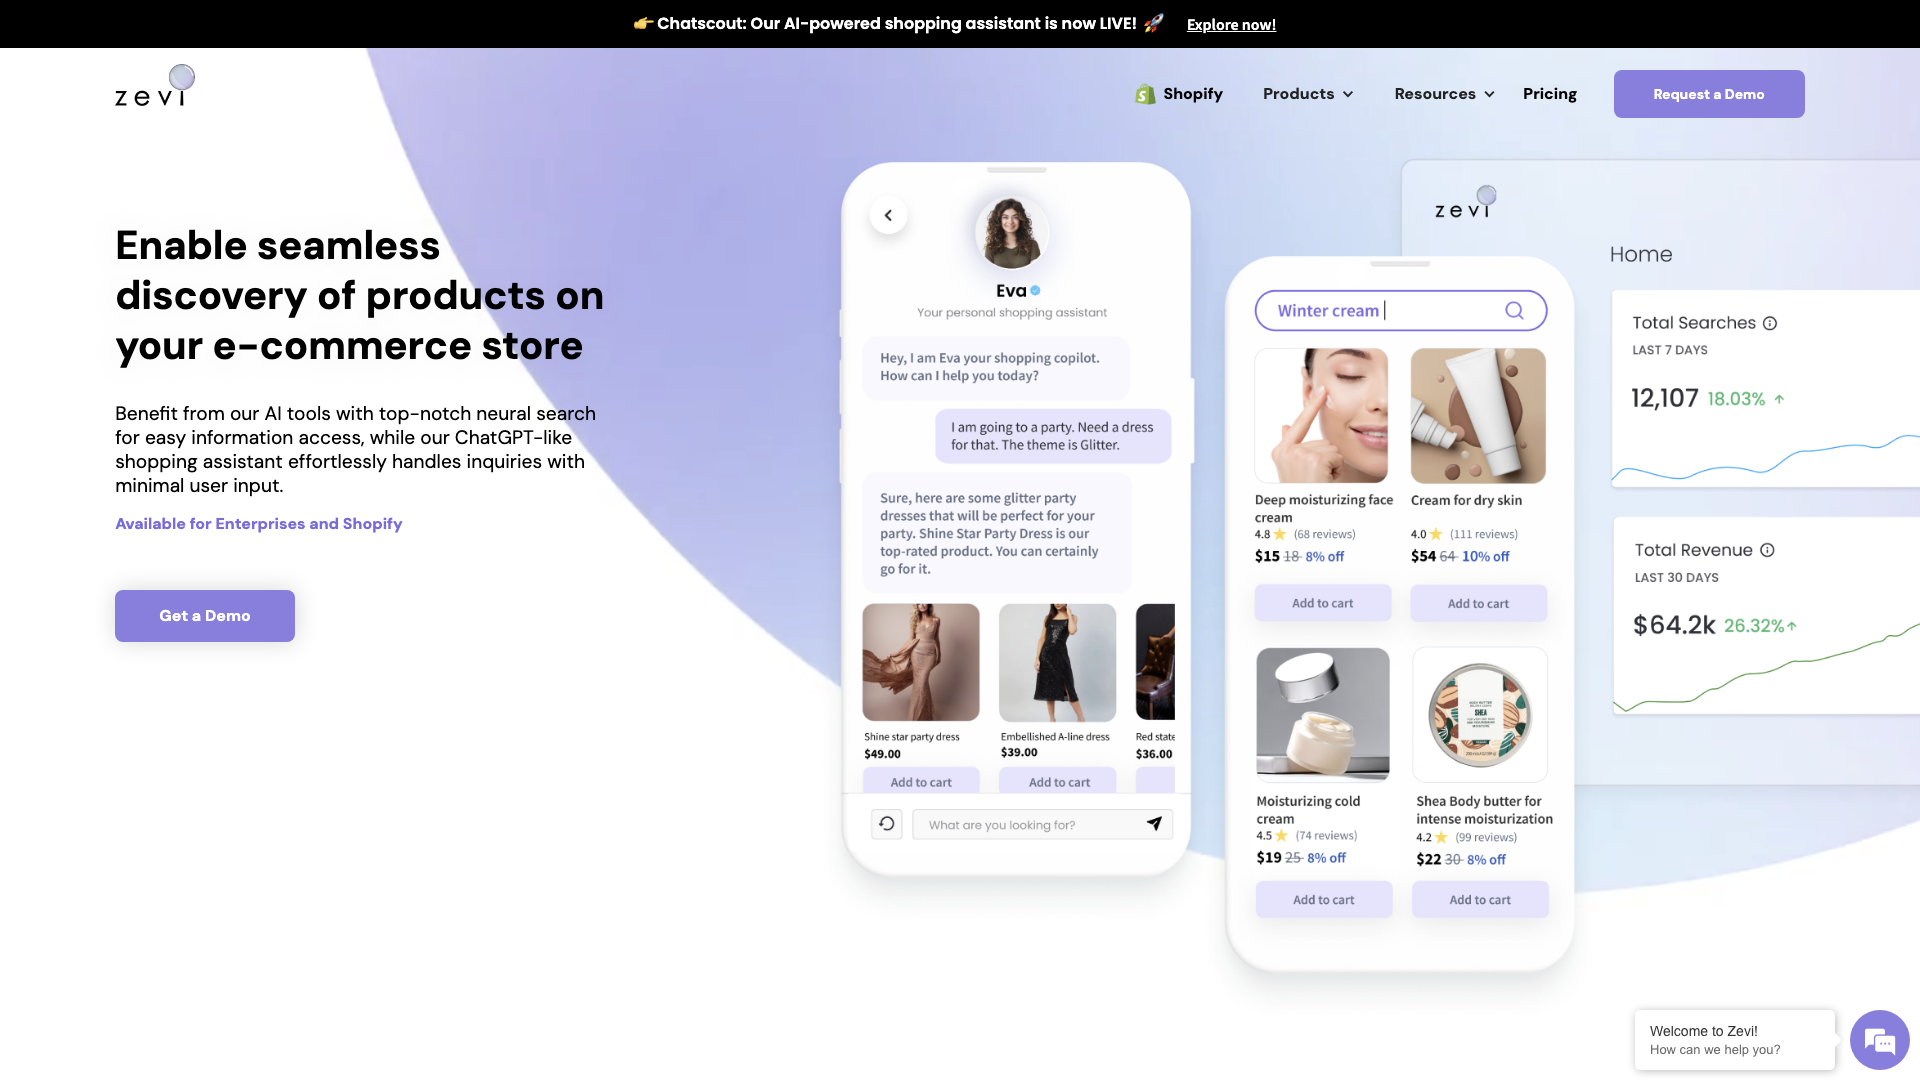 👉 Chatscout: Our AI-powered shopping assistant is now LIVE! 🚀 Explore now!
zevi
Shopify
Products
Resources
Pricing
Request a Demo
Enable seamless
discovery of products on
your e-commerce store
Benefit from our AI tools with top-notch neural search
for easy information access, while our ChatGPT-like
shopping assistant effortlessly handles inquiries with
minimal user input.
Available for Enterprises and Shopify
Get a Demo
Eva
Your personal shopping assistant
Hey, I am Eva your shopping copilot.
How can I help you today?
I am going to a party. Need a dress
for that. The theme is Glitter.
Sure, here are some glitter party
dresses that will be perfect for your
party. Shine Star Party Dress is our
top-rated product. You can certainly
go for it.
Shine star party dress
$49.00
Add to cart
Embellished A-line dress
$39.00
Add to cart
Red state
$36.00
What are you looking for?
Winter cream
Deep moisturizing face
cream
4.8 ⭐ (68 reviews)
$15 18 8% off
Add to cart
Cream for dry skin
4.0 ⭐ (111 reviews)
$54 64 10% off
Add to cart
Moisturizing cold
cream
4.5 ⭐ (74 reviews)
$19 25 8% off
Add to cart
SHEA
Shea Body butter for
intense moisturization
4.2 ⭐ (99 reviews)
$22 30 8% off
Add to cart
zevi
Home
Total Searches
LAST 7 DAYS
12,107 18.03% ↑
Total Revenue
LAST 30 DAYS
$64.2k 26.32% ↑
Welcome to Zevi!
How can we help you?